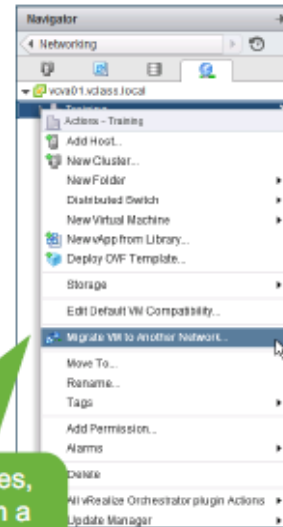 Navigator
Networking
vcva01.vclass.local
Training
Actions - Training
Add Host...
New Cluster...
New Folder
Distributed Switch
New Virtual Machine
New vApp from Library...
Deploy OVF Template...
Storage
Edit Default VM Compatibility...
Migrate VM to Another Network...
Move To...
Rename...
Tags
Add Permission...
Alarms
Delete
All vRealize Orchestrator plugin Actions
Update Manager
es,
n a